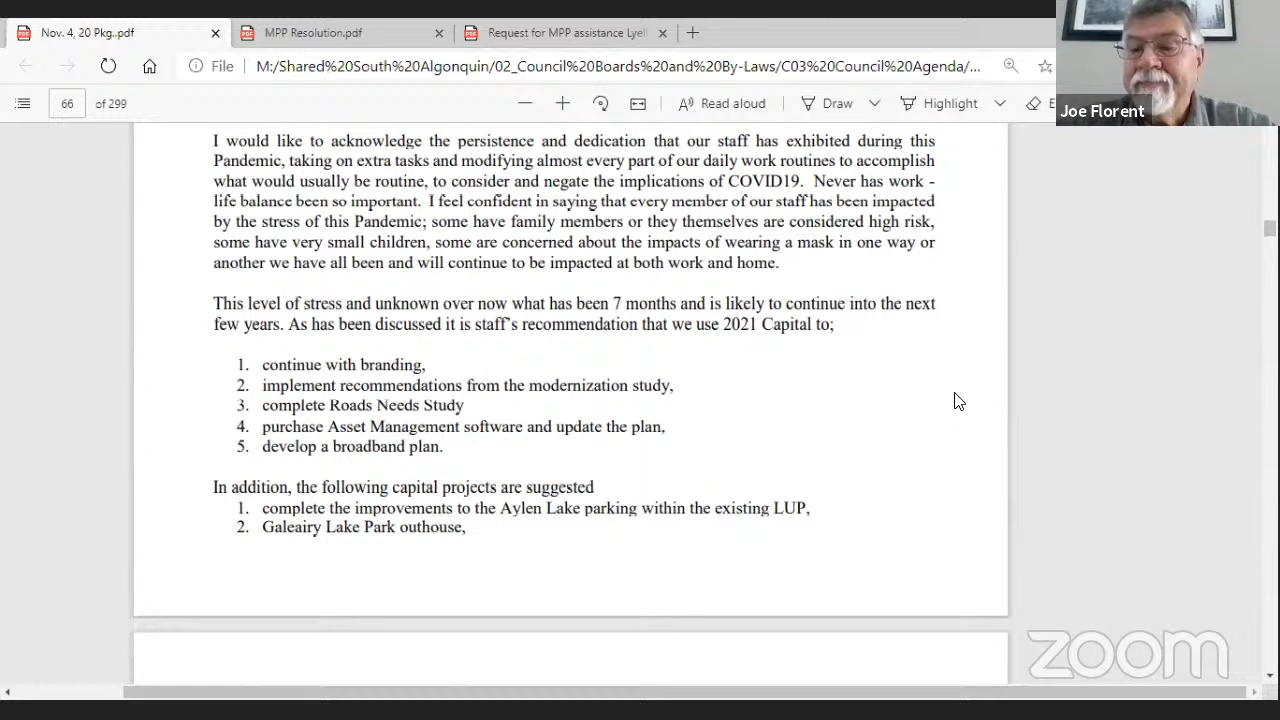 Nov. 4, 20 Pkg..pdf
MPP Resolution.pdf
Request for MPP assistance Lyell
File M:/Shared%20South%20Algonquin/02_Council%20Boards%20and%20By-Laws/C03%20Council%20Agenda/...
66 of 299
Read aloud
Draw
Highlight
E
Joe Florent
I would like to acknowledge the persistence and dedication that our staff has exhibited during this
Pandemic, taking on extra tasks and modifying almost every part of our daily work routines to accomplish
what would usually be routine, to consider and negate the implications of COVID19. Never has work -
life balance been so important. I feel confident in saying that every member of our staff has been impacted
by the stress of this Pandemic; some have family members or they themselves are considered high risk,
some have very small children, some are concerned about the impacts of wearing a mask in one way or
another we have all been and will continue to be impacted at both work and home.
This level of stress and unknown over now what has been 7 months and is likely to continue into the next
few years. As has been discussed it is staff's recommendation that we use 2021 Capital to;
1. continue with branding,
2. implement recommendations from the modernization study,
3. complete Roads Needs Study
4. purchase Asset Management software and update the plan,
5. develop a broadband plan.
In addition, the following capital projects are suggested
1. complete the improvements to the Aylen Lake parking within the existing LUP,
2. Galeairy Lake Park outhouse,
zoom